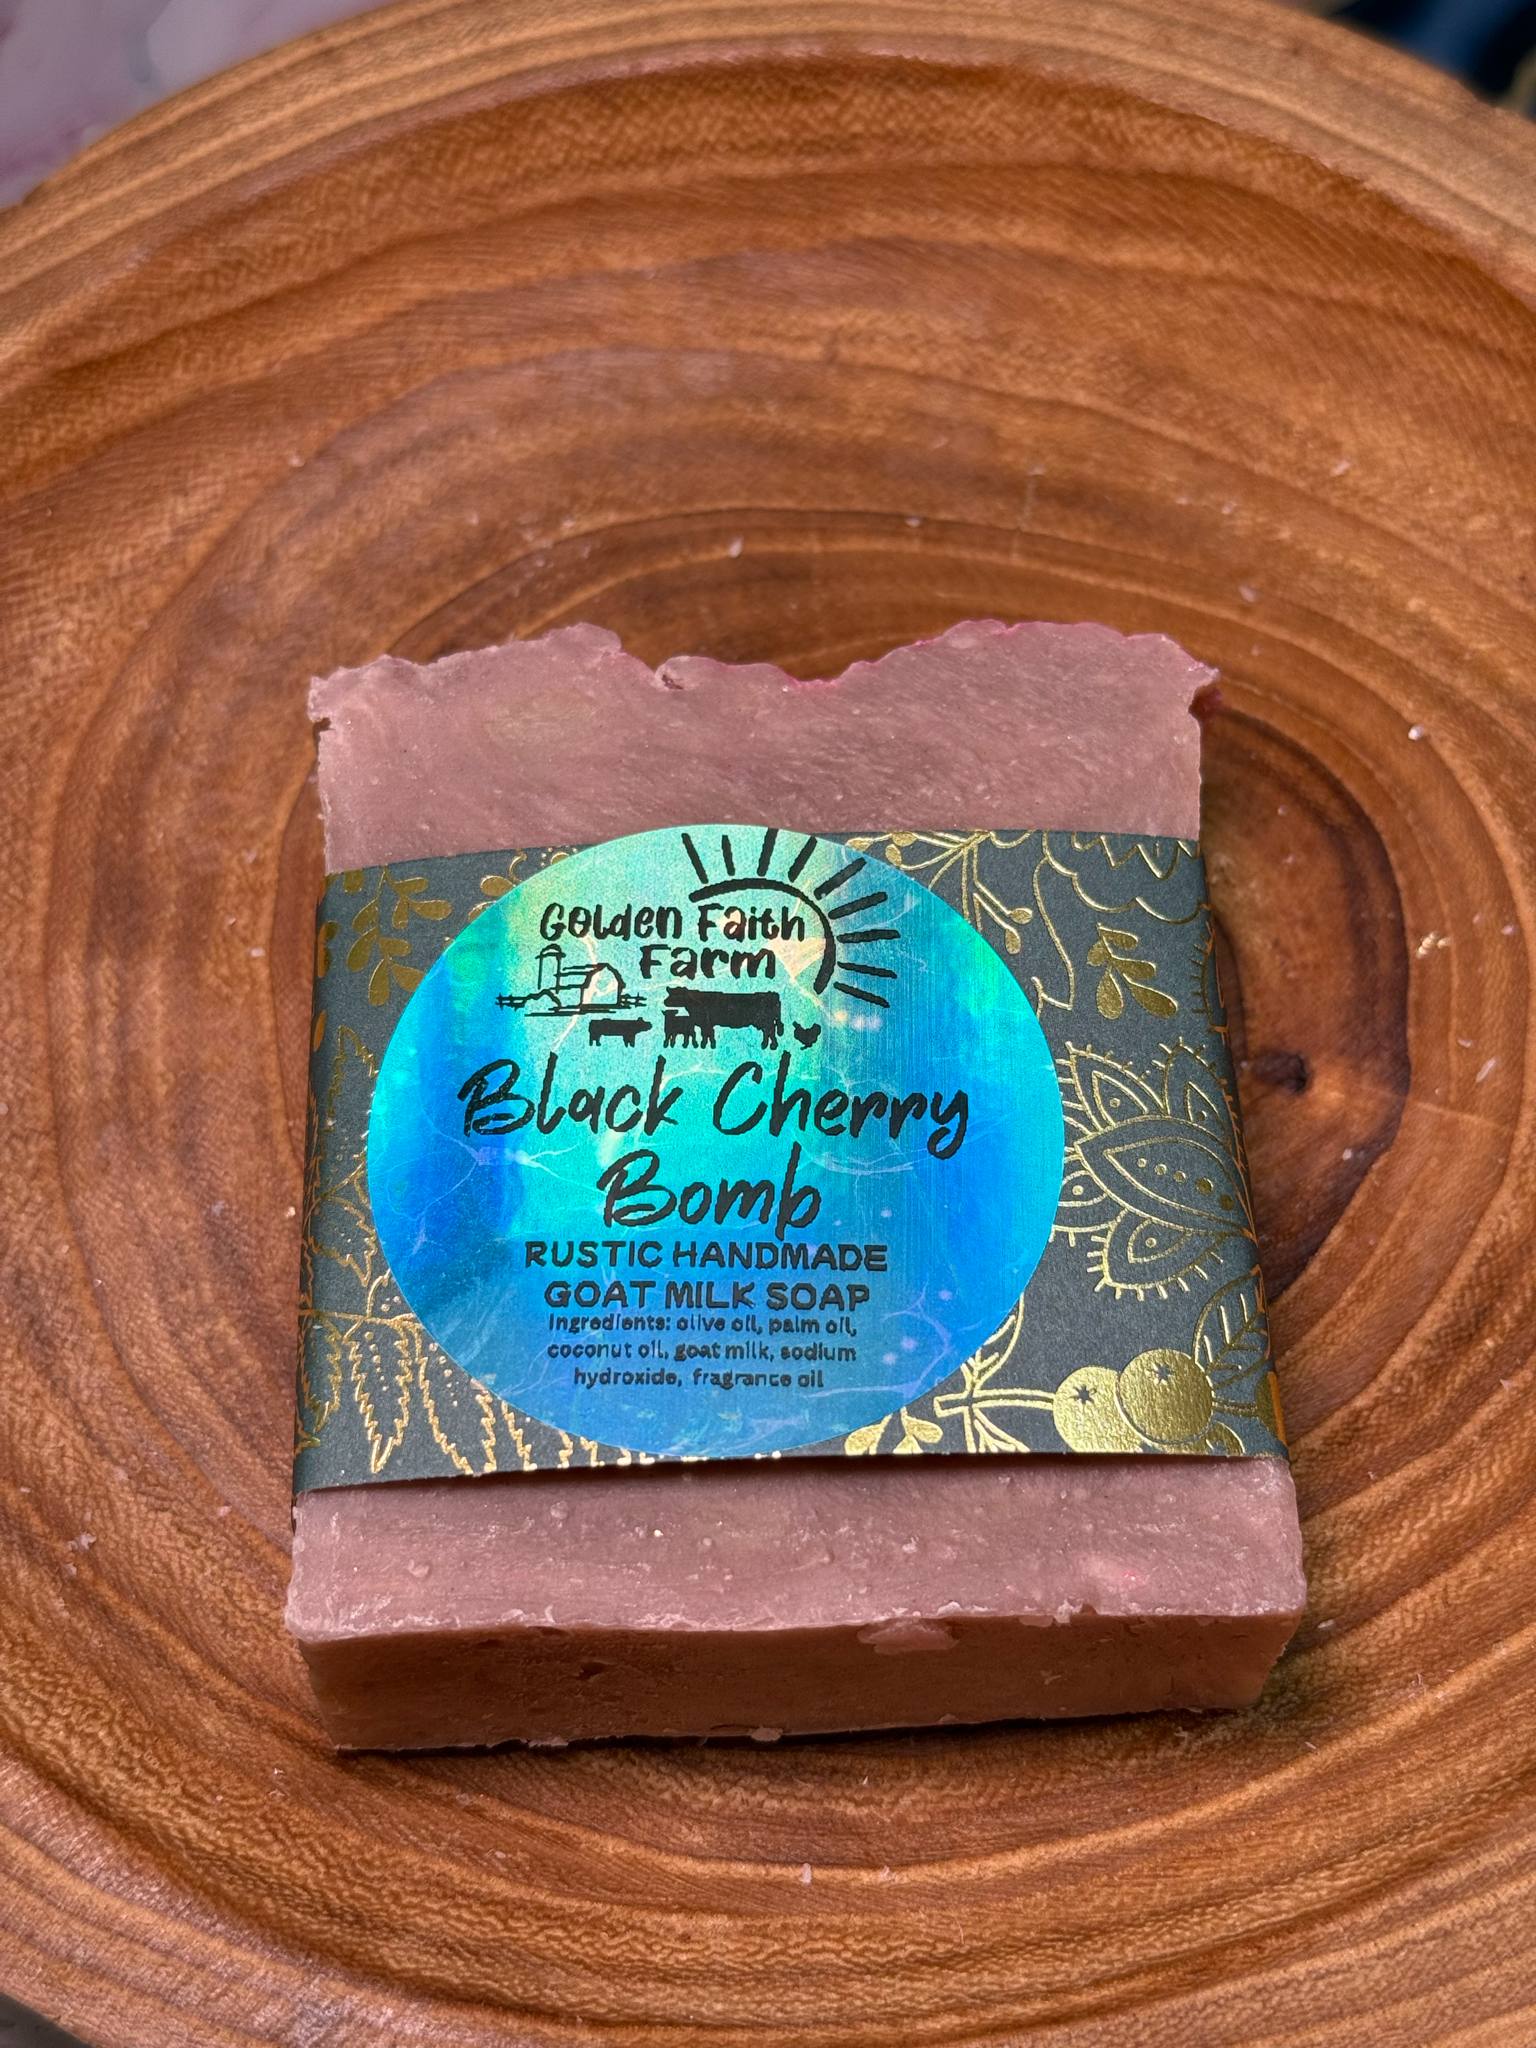 Golden Faith
Farm
Black Cherry
Bomb
RUSTIC HANDMADE
GOAT MILK SOAP
Ingredients: olive oil, palm oil,
coconut oil, goat milk, sodium
hydroxide, fragrance oil